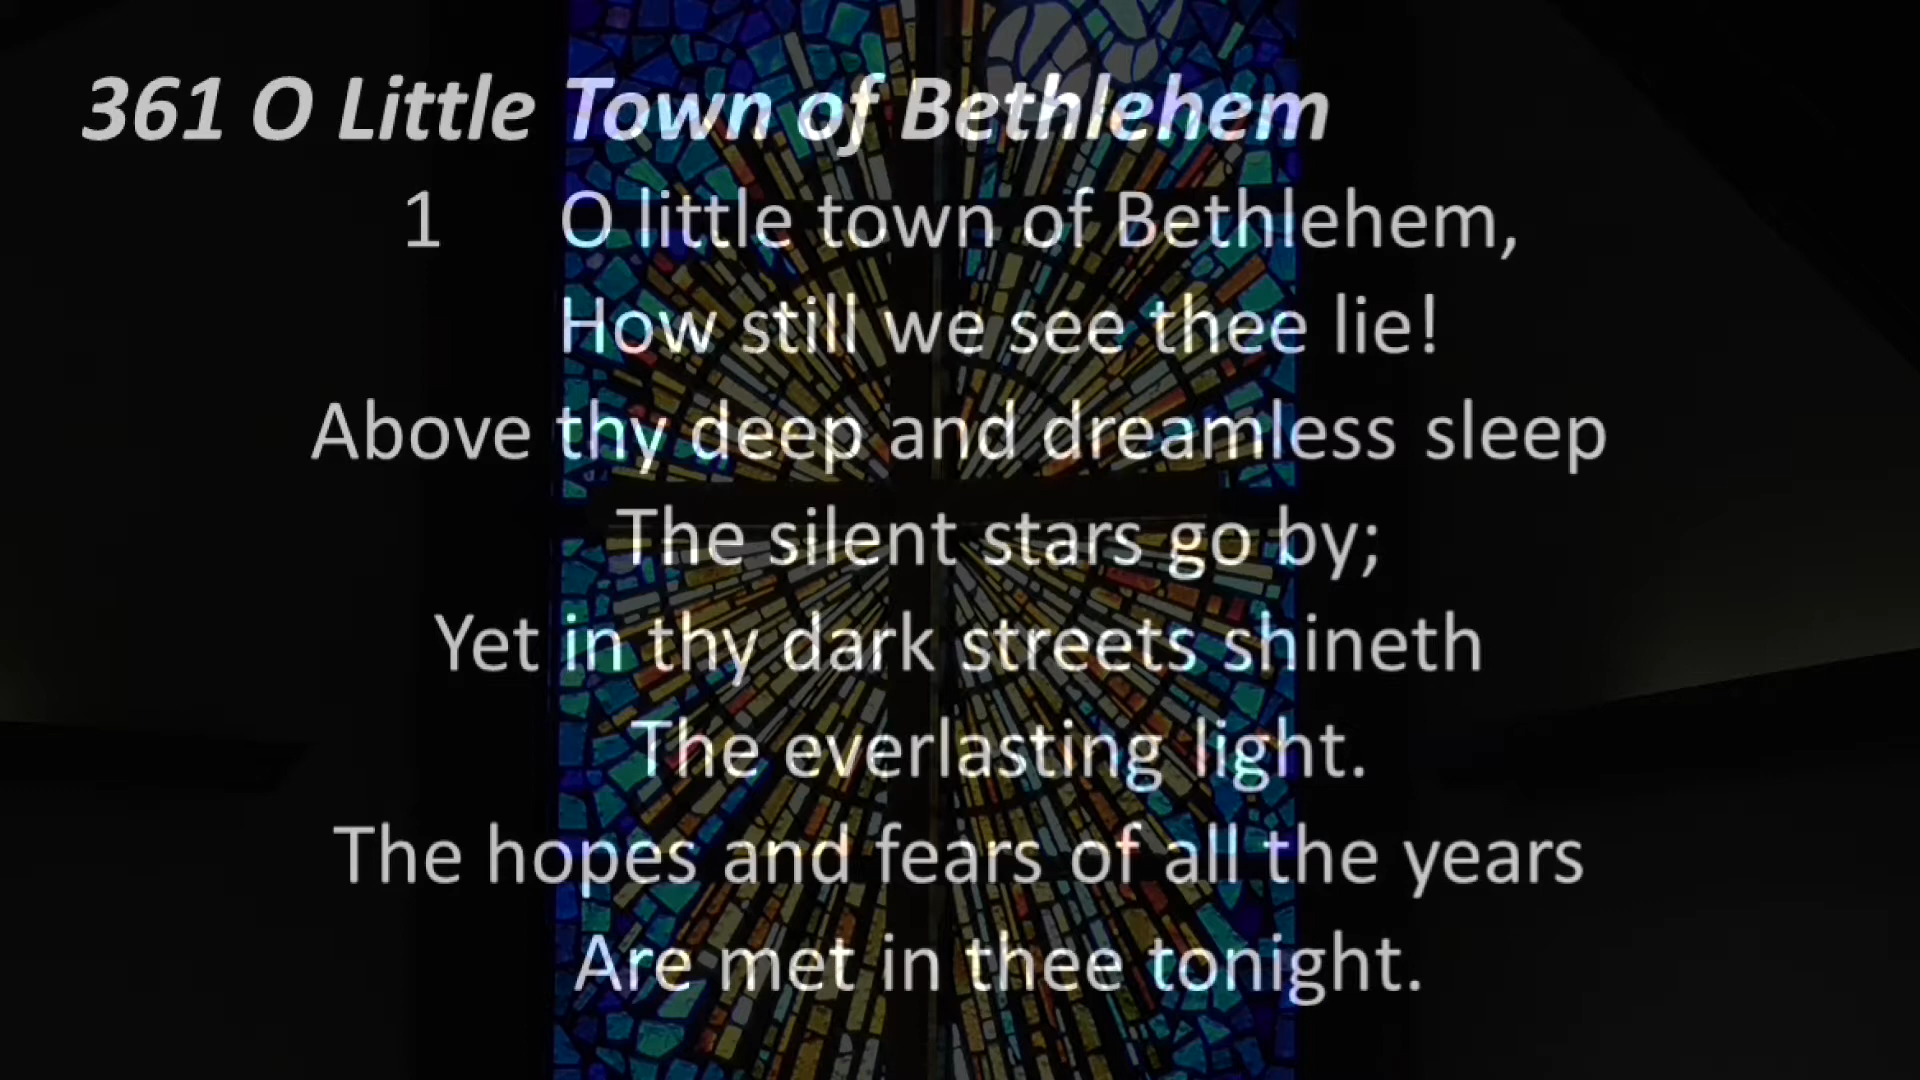 361 O Little Town of Bethlehem
1 O little town of Bethlehem,
How still we see thee lie!
Above thy deep and dreamless sleep
The silent stars go by;
Yet in thy dark streets shineth
The everlasting light.
The hopes and fears of all the years
Are met in thee tonight.